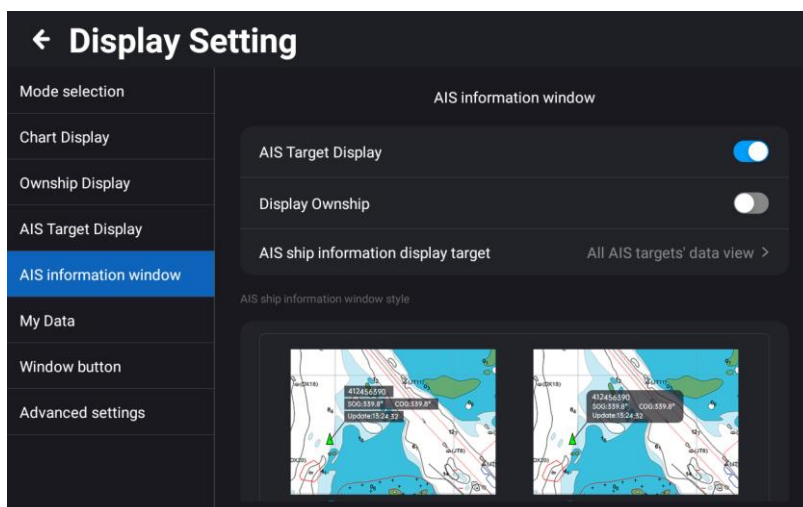 Display Setting
Mode selection
Chart Display
Ownship Display
AIS Target Display
AIS information window
My Data
Window button
Advanced settings
AIS information window
AIS Target Display
Display Ownship
AIS ship information display target
All AIS targets' data view
AIS ship information window style
412456390
SOG:339.8° COG:339.8°
Update:15:24:32
412456390
SOG:339.8° COG:339.8°
Update:15:24:32